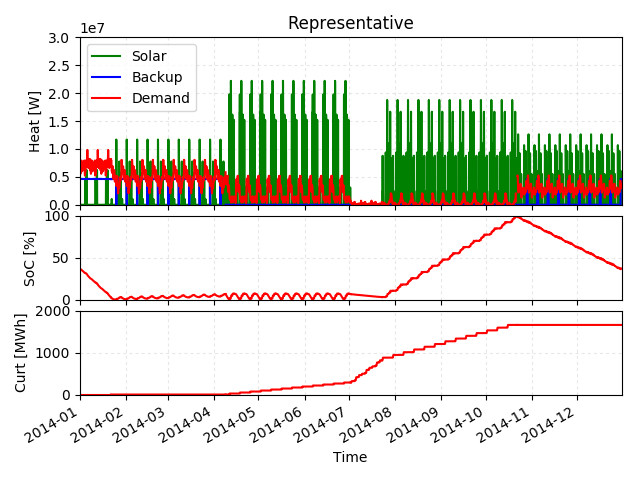 Representative
1e7
3.0
2.5
2.0
1.5
1.0
0.5
0.0
Heat [W]
Solar
Backup
Demand
100
50
0
SoC [%]
2000
1000
0
Curt [MWh]
2014-01
2014-02
2014-03
2014-04
2014-05
2014-06
2014-07
2014-08
2014-09
2014-10
2014-11
2014-12
Time